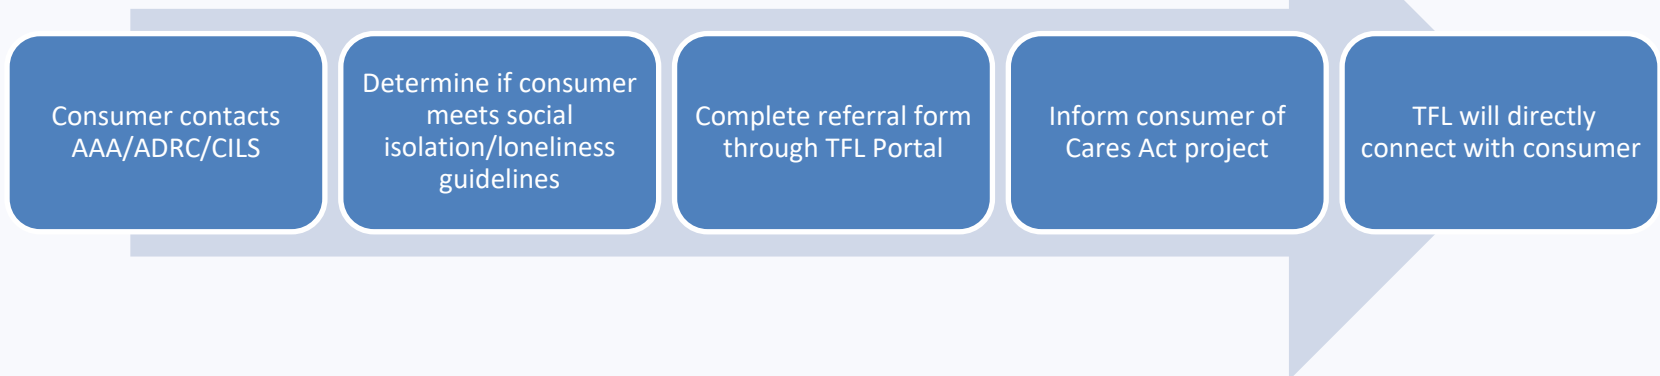 Consumer contacts
AAA/ADRC/CILS
Determine if consumer
meets social
isolation/loneliness
guidelines
Complete referral form
through TFL Portal
Inform consumer of
Cares Act project
TFL will directly
connect with consumer